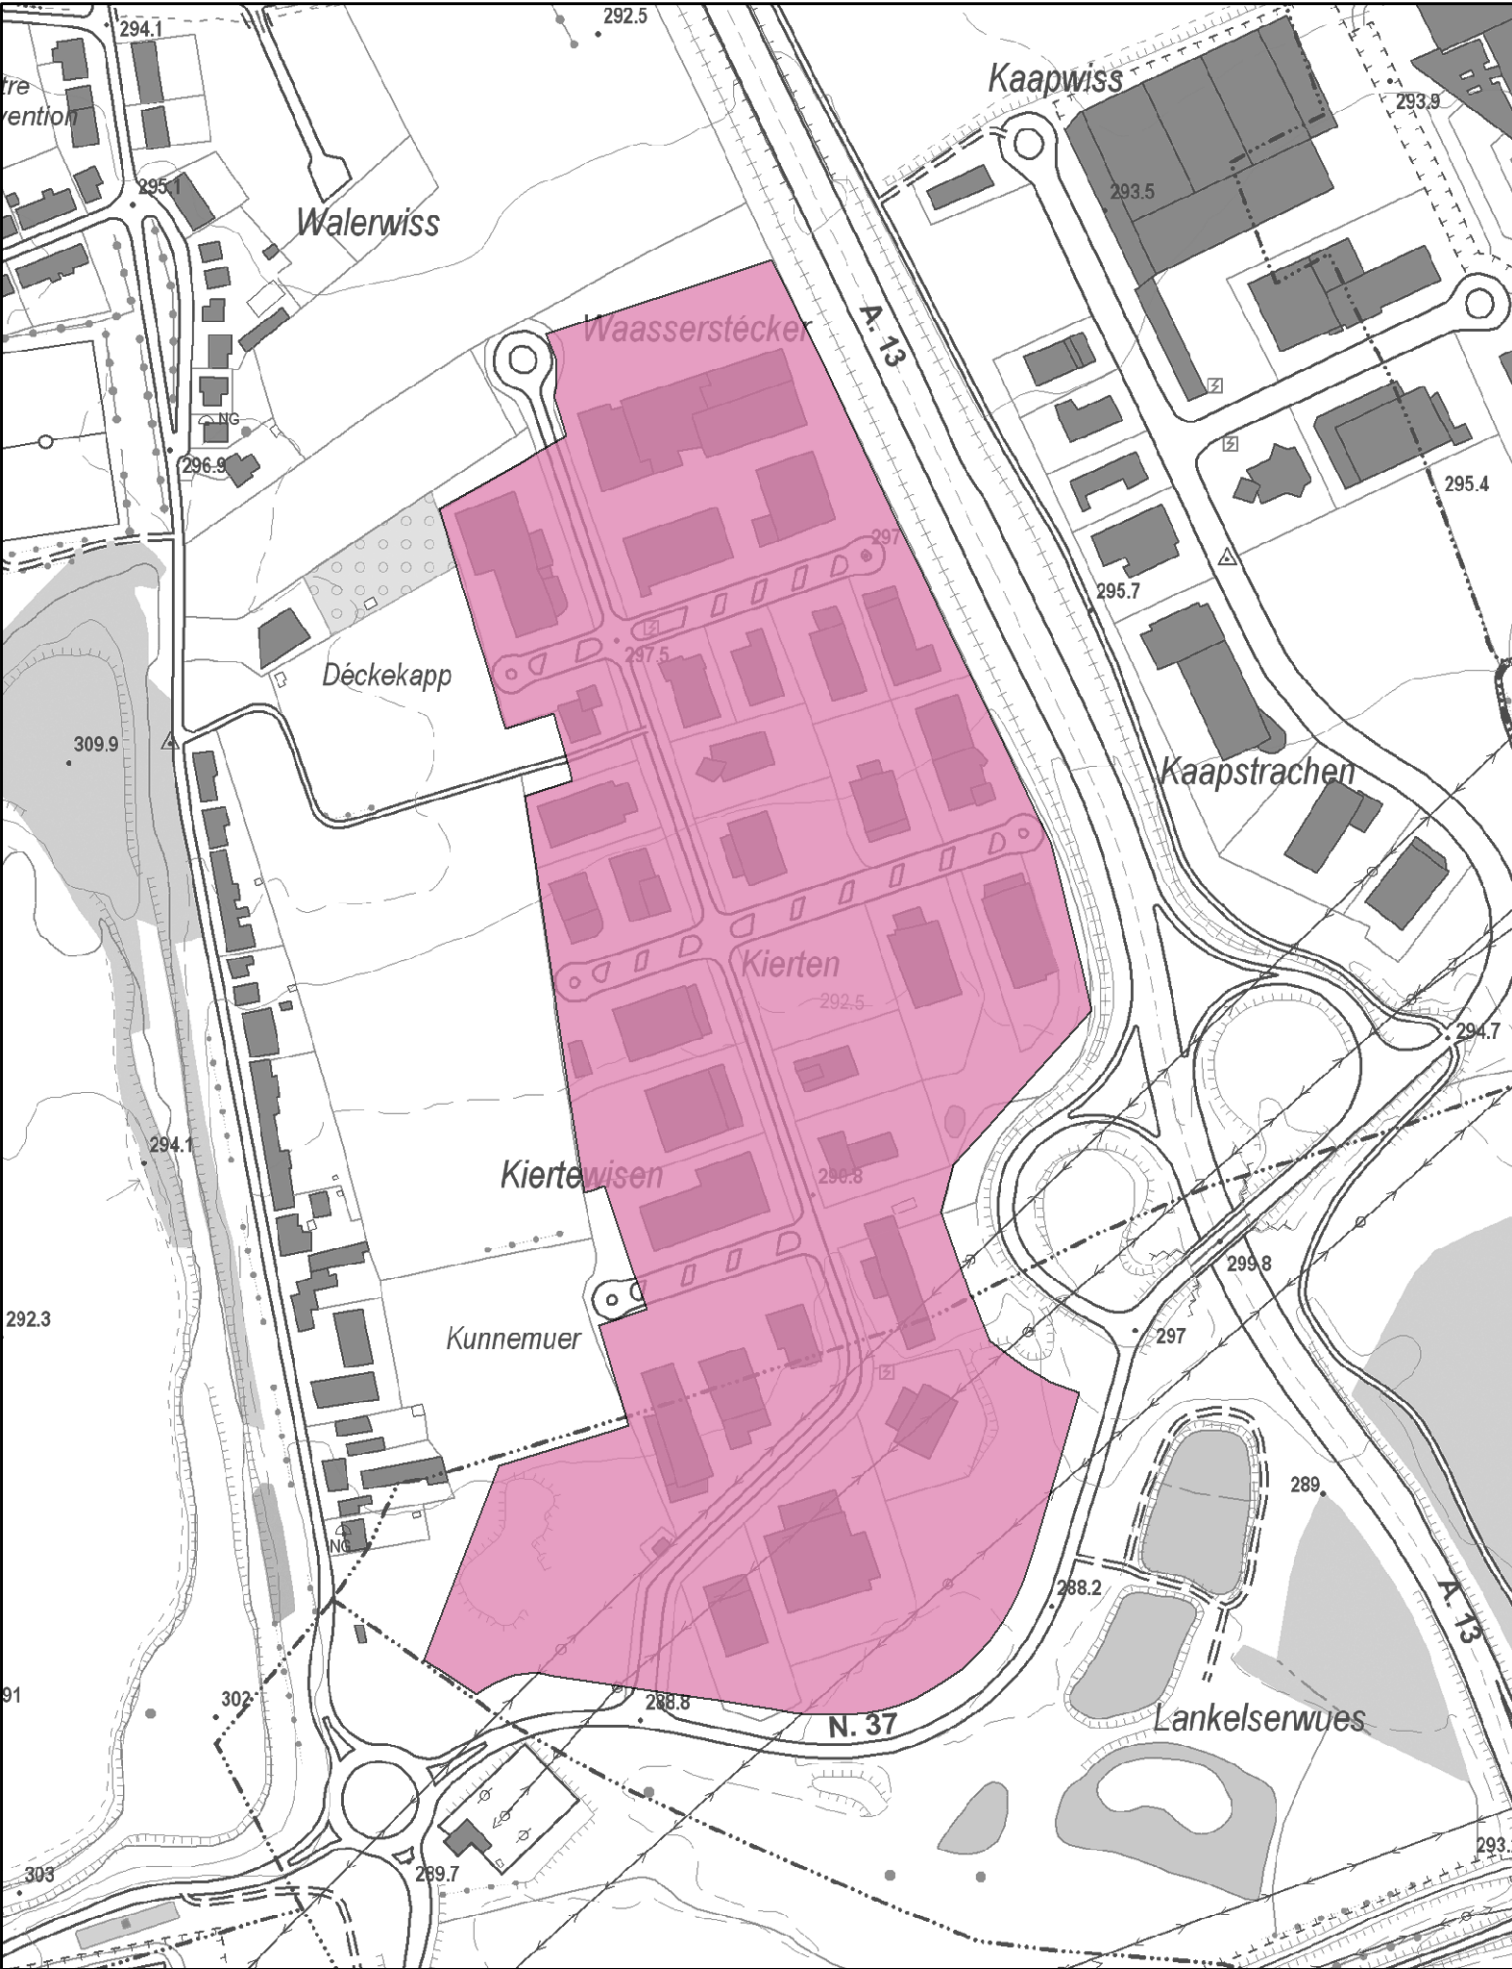 292.5
294.1
Kaapwiss
tre
vention
293.9
295.1
293.5
Walerwiss
Waasserstécker
A. 13
NG
296.9
295.4
297
295.7
297.5
Déckekapp
309.9
Kaapstrachen
Kierten
292.5
294.7
294.1
Kiertewisen
290.8
299.8
292.3
297
Kunnemuer
289
NG
288.2
A. 13
91
302
288.8
N. 37
Lankelserwues
303
289.7
293.